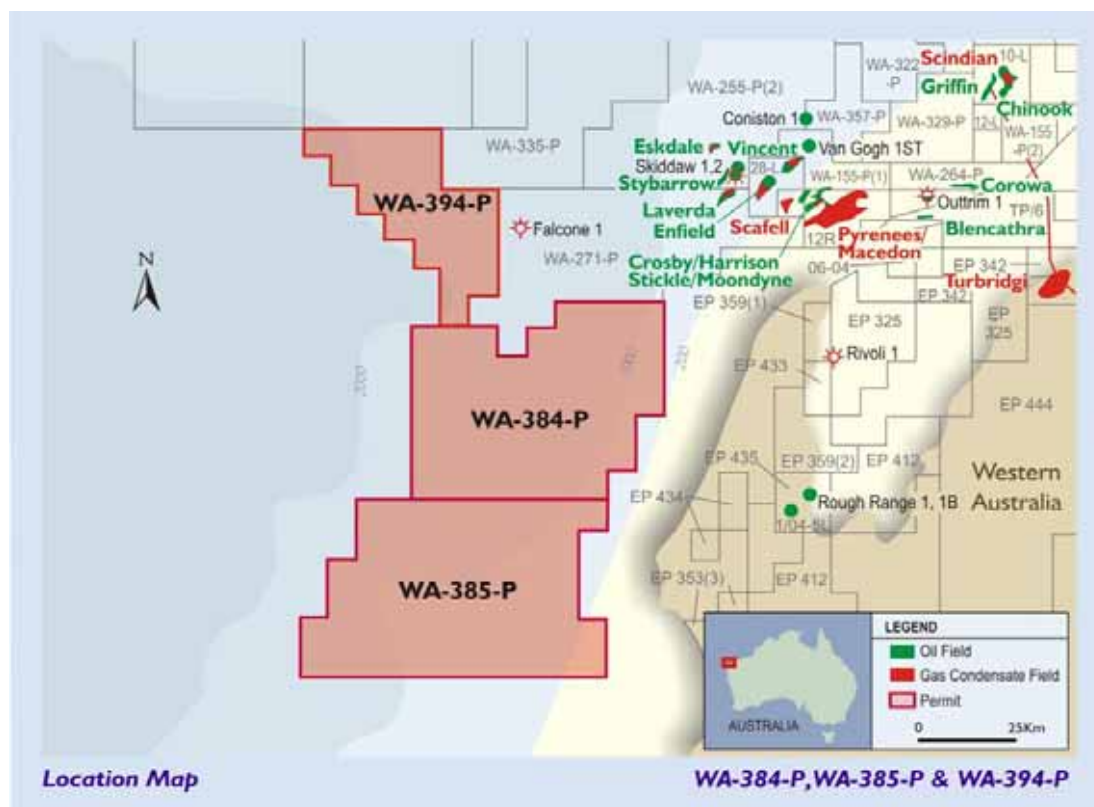 WA-255-P(2)
WA-322
-P
Scindian
10-L
Griffin
Chinook
Coniston 1
WA-357-P
WA-329-P
12-L
WA-155
-P(2)
WA-335-P
Eskdale
Vincent
Van Gogh 1ST
Skiddaw 1,2
28-L
WA-155-P(1)
WA-264-P
Stybarrow
Corowa
WA-394-P
Outtrim 1
TP/6
Laverda
Enfield
Scafell
Blencathra
Falcone 1
12R
Pyrenees/
Macedon
WA-271-P
Crosby/Harrison
Stickle/Moondyne
06-04
EP 342
Turbridgi
N
EP 359(1)
EP 342
EP 325
EP
325
Rivoli 1
EP 433
2000
200
WA-384-P
EP 444
EP 435
EP 359(2)
EP 412
Western
Australia
EP 434
Rough Range 1, 1B
1/04-5L
WA-385-P
EP 353(3)
EP 412
LEGEND
Oil Field
Gas Condensate Field
Permit
AUSTRALIA
0 25Km
Location Map
WA-384-P,WA-385-P & WA-394-P